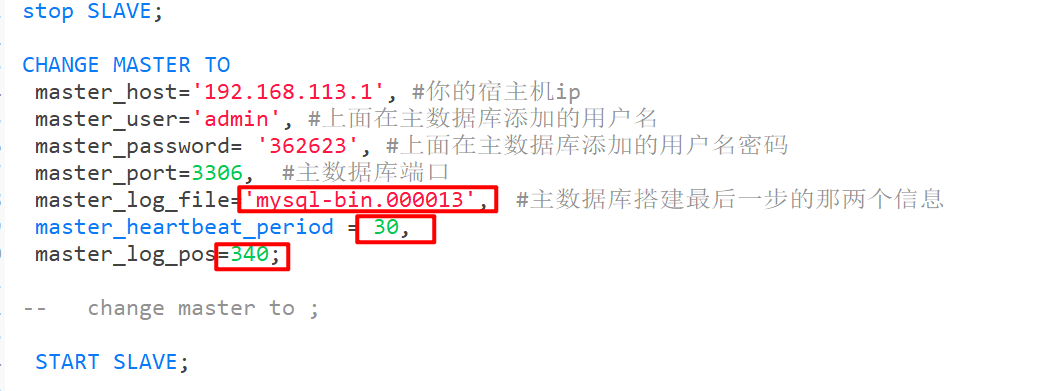 stop SLAVE;
CHANGE MASTER TO
master_host='192.168.113.1', #你的宿主机ip
master_user='admin', #上面在主数据库添加的用户名
master_password= '362623', #上面在主数据库添加的用户名密码
master_port=3306,  #主数据库端口
master_log_file='mysql-bin.000013',  #主数据库搭建最后一步的那两个信息
master_heartbeat_period = 30,
master_log_pos=340;
--   change master to ;
START SLAVE;